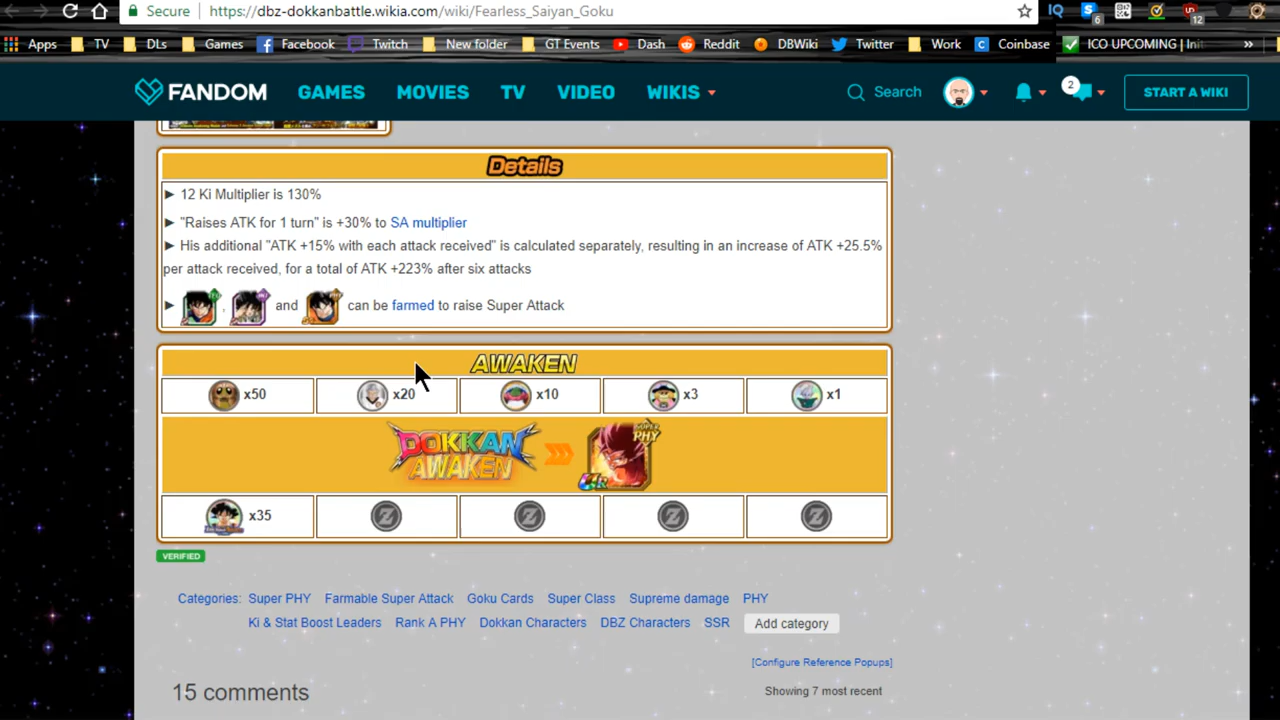 Secure https://dbz-dokkanbattle.wikia.com/wiki/Fearless_Saiyan_Goku
6
12
Apps TV DLs Games Facebook Twitch New folder GT Events Dash Reddit DBWiki Twitter Work Coinbase ICO UPCOMING | Ini »
FANDOM GAMES MOVIES TV VIDEO WIKIS Search 2 START A WIKI
Details
► 12 Ki Multiplier is 130%
► "Raises ATK for 1 turn" is +30% to SA multiplier
► His additional "ATK +15% with each attack received" is calculated separately, resulting in an increase of ATK +25.5%
per attack received, for a total of ATK +223% after six attacks
► , and can be farmed to raise Super Attack
AWAKEN
x50 x20 x10 x3 x1
DOKKAN
AWAKEN
SUPER
PHY
UR
x35 Z Z Z Z
VERIFIED
Categories: Super PHY Farmable Super Attack Goku Cards Super Class Supreme damage PHY
Ki & Stat Boost Leaders Rank A PHY Dokkan Characters DBZ Characters SSR Add category
[Configure Reference Popups]
15 comments Showing 7 most recent